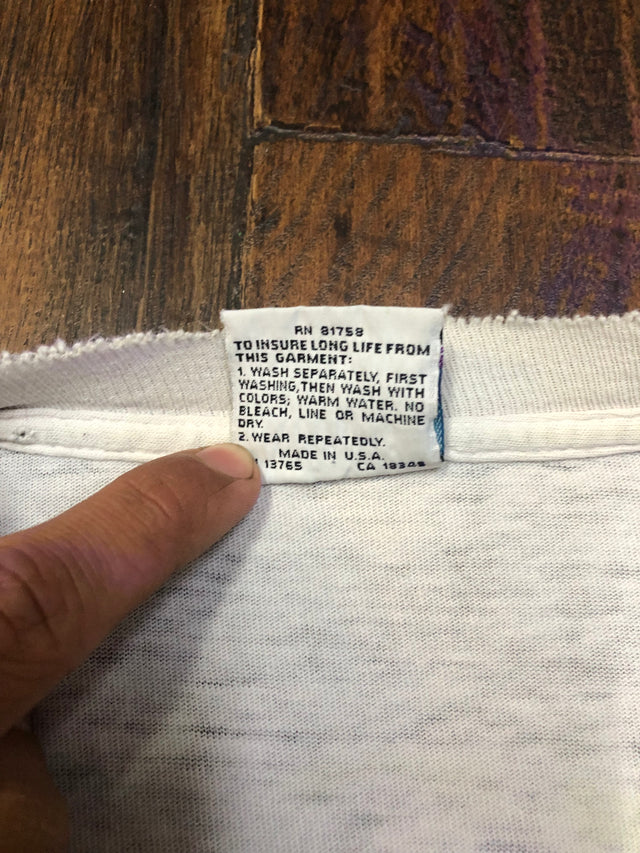 RN 81758
TO INSURE LONG LIFE FROM
THIS GARMENT:
1. WASH SEPARATELY, FIRST
WASHING, THEN WASH WITH
COLORS; WARM WATER. NO
BLEACH, LINE OR MACHINE
DRY.
2. WEAR REPEATEDLY.
MADE IN U.S.A.
13765 CA